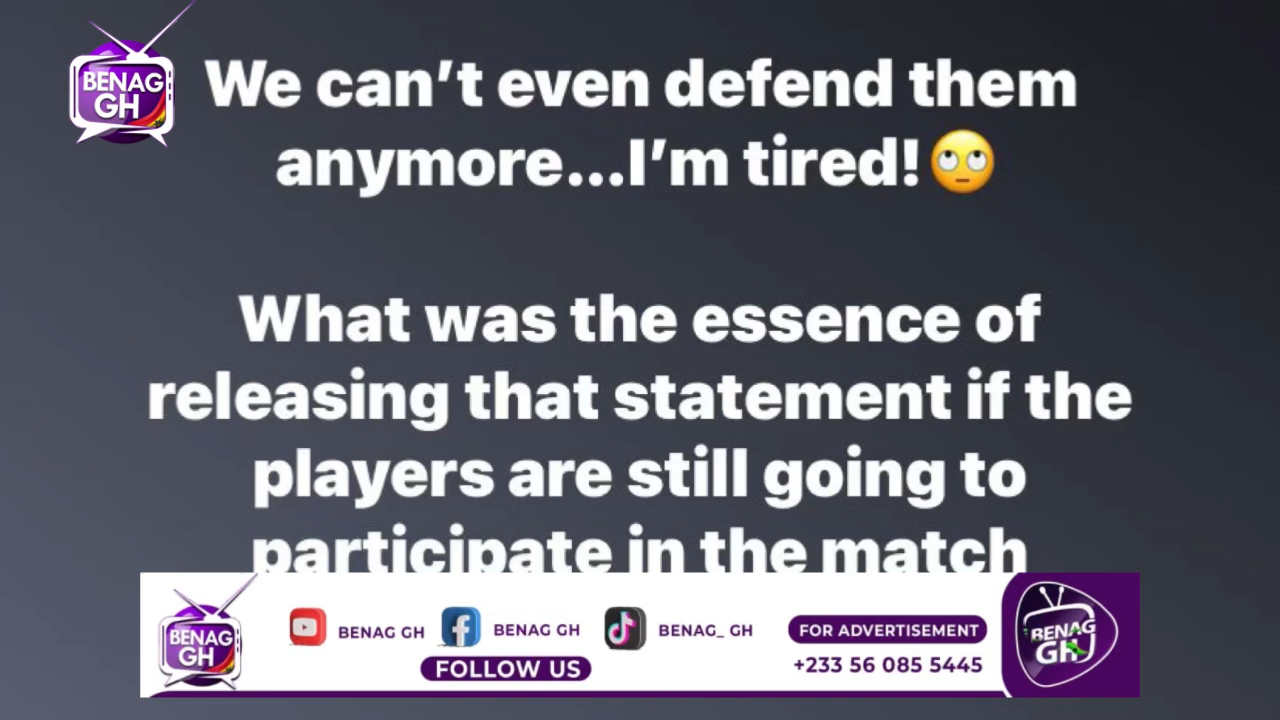 BENAG
GH
We can’t even defend them
anymore...I’m tired!🙄
What was the essence of
releasing that statement if the
players are still going to
participate in the match
BENAG
GH
BENAG GH
BENAG GH
BENAG_ GH
FOLLOW US
FOR ADVERTISEMENT
+233 56 085 5445
BENAG
GH